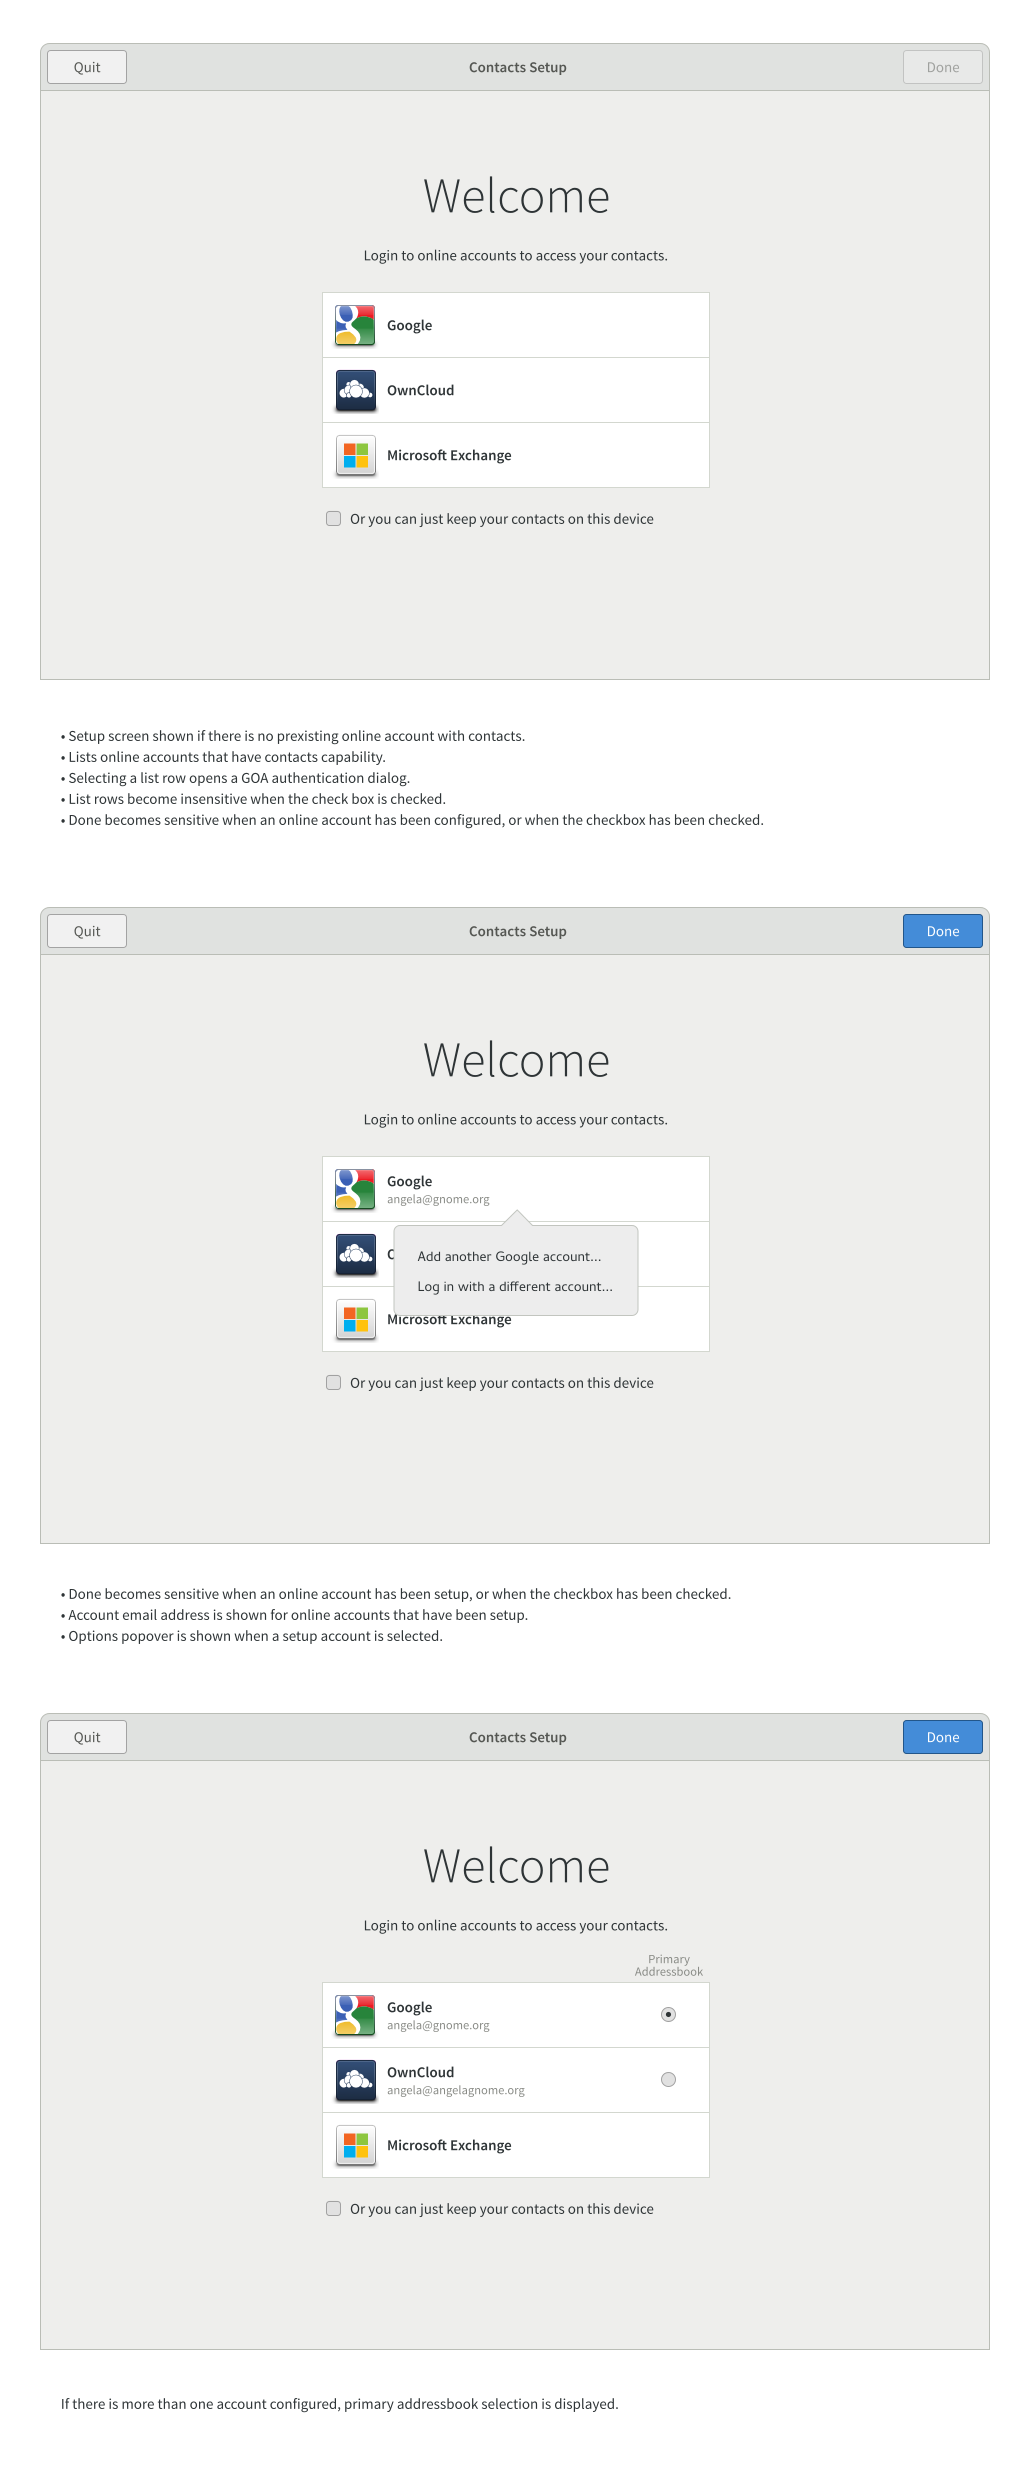 Quit
Contacts Setup
Done
Welcome
Login to online accounts to access your contacts.
Google
OwnCloud
Microsoft Exchange
Or you can just keep your contacts on this device
• Setup screen shown if there is no prexisting online account with contacts.
• Lists online accounts that have contacts capability.
• Selecting a list row opens a GOA authentication dialog.
• List rows become insensitive when the check box is checked.
• Done becomes sensitive when an online account has been configured, or when the checkbox has been checked.
Quit
Contacts Setup
Done
Welcome
Login to online accounts to access your contacts.
Google
angela@gnome.org
Add another Google account...
Log in with a different account...
Microsoft Exchange
Or you can just keep your contacts on this device
• Done becomes sensitive when an online account has been setup, or when the checkbox has been checked.
• Account email address is shown for online accounts that have been setup.
• Options popover is shown when a setup account is selected.
Quit
Contacts Setup
Done
Welcome
Login to online accounts to access your contacts.
Primary
Addressbook
Google
angela@gnome.org
OwnCloud
angela@angelagnome.org
Microsoft Exchange
Or you can just keep your contacts on this device
If there is more than one account configured, primary addressbook selection is displayed.